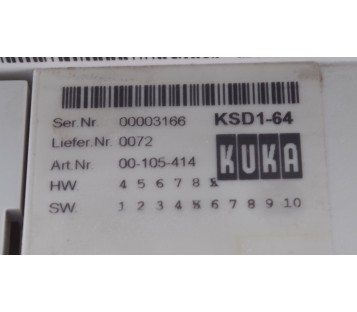 Ser.Nr. 00003166 KSD1-64
Liefer.Nr. 0072
Art.Nr. 00-105-414
KUKA
HW. 4 5 6 7 8
SW. 1 2 3 4 5 6 7 8 9 10